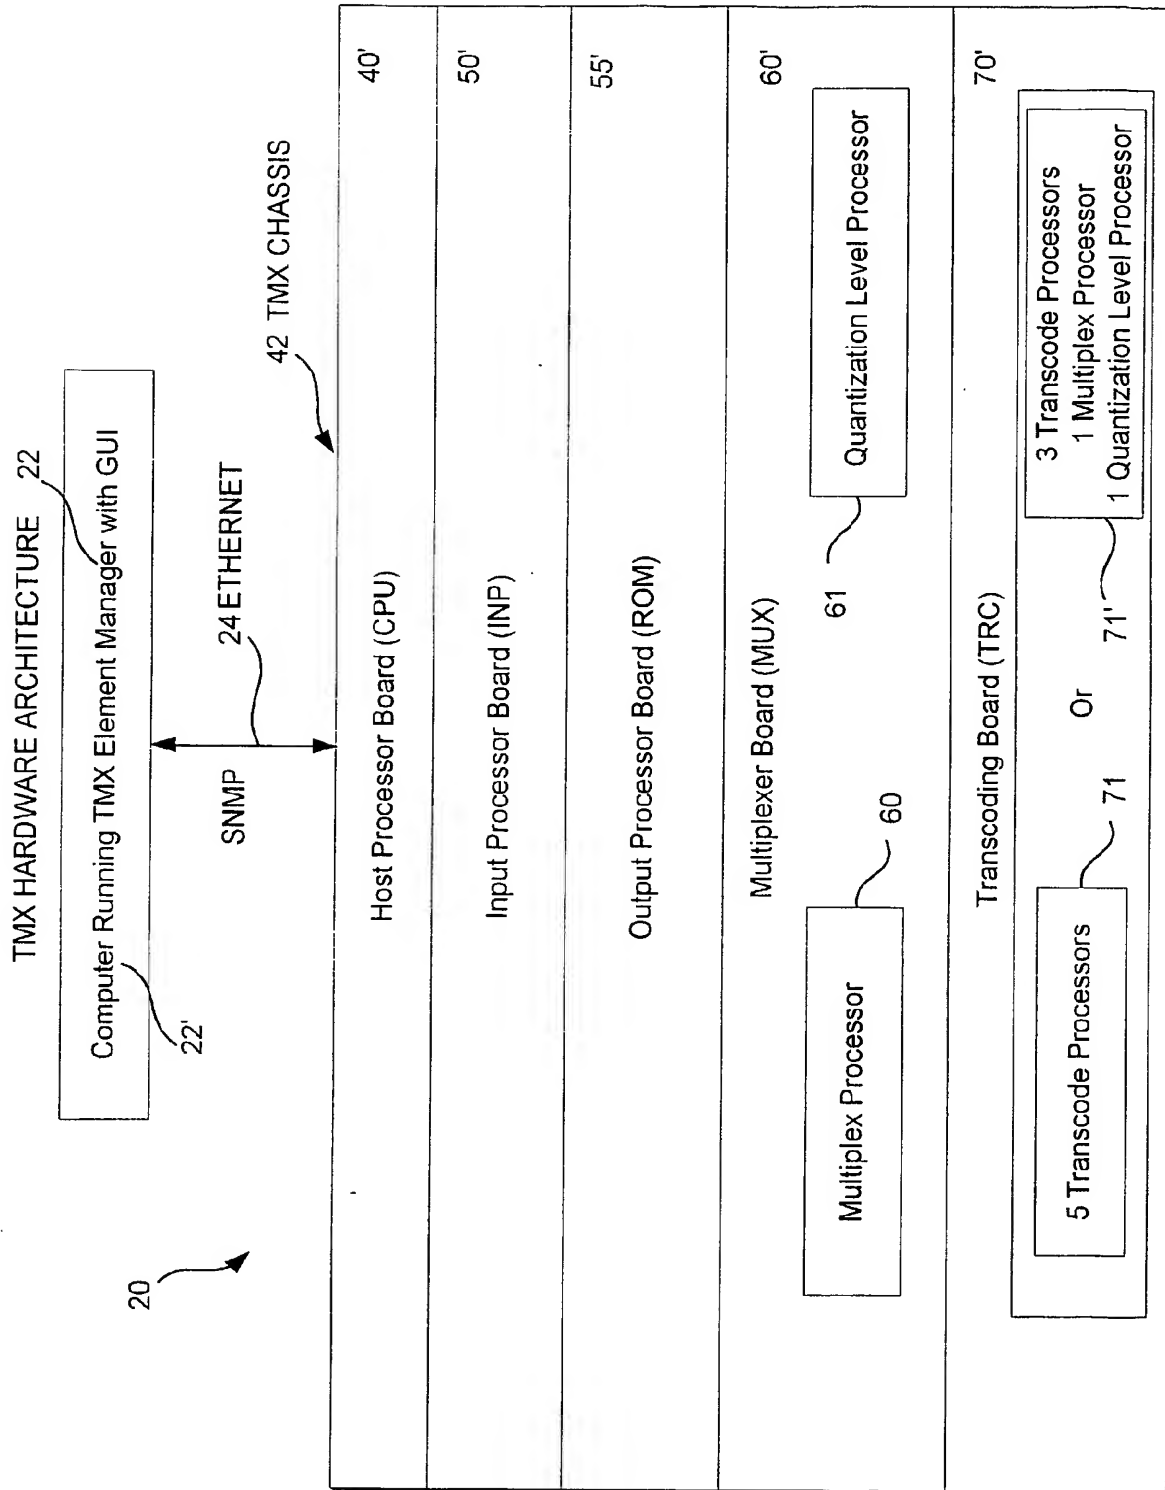 TMX HARDWARE ARCHITECTURE
22
Computer Running TMX Element Manager with GUI
22'
SNMP
24 ETHERNET
20
42 TMX CHASSIS
Host Processor Board (CPU)
40'
Input Processor Board (INP)
50'
Output Processor Board (ROM)
55'
Multiplexer Board (MUX)
60'
Multiplex Processor
60
61
Quantization Level Processor
Transcoding Board (TRC)
70'
5 Transcode Processors
71
Or
71'
3 Transcode Processors
1 Multiplex Processor
1 Quantization Level Processor